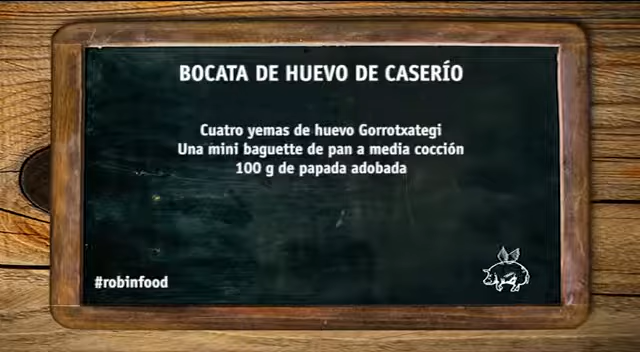 BOCATA DE HUEVO DE CASERÍO
Cuatro yemas de huevo Gorrotxategi
Una mini baguette de pan a media cocción
100 g de papada adobada
#robinfood